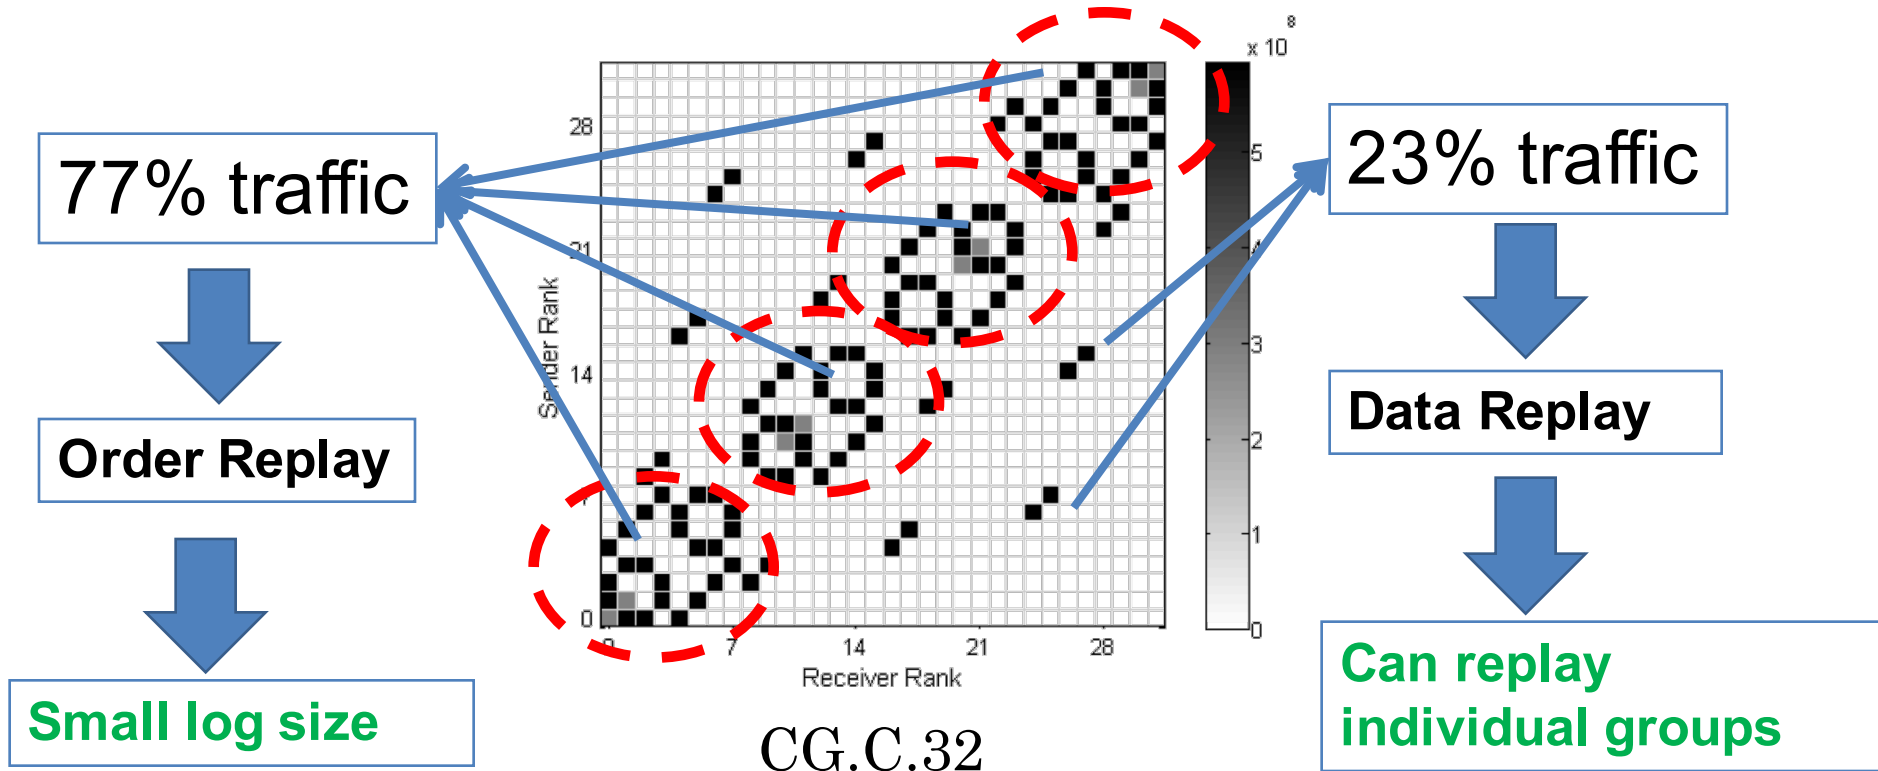 77% traffic
Order Replay
Small log size
x 10
8
5
4
3
2
1
0
28
21
14
0
Sender Rank
7
14
21
28
Receiver Rank
CG.C.32
23% traffic
Data Replay
Can replay
individual groups